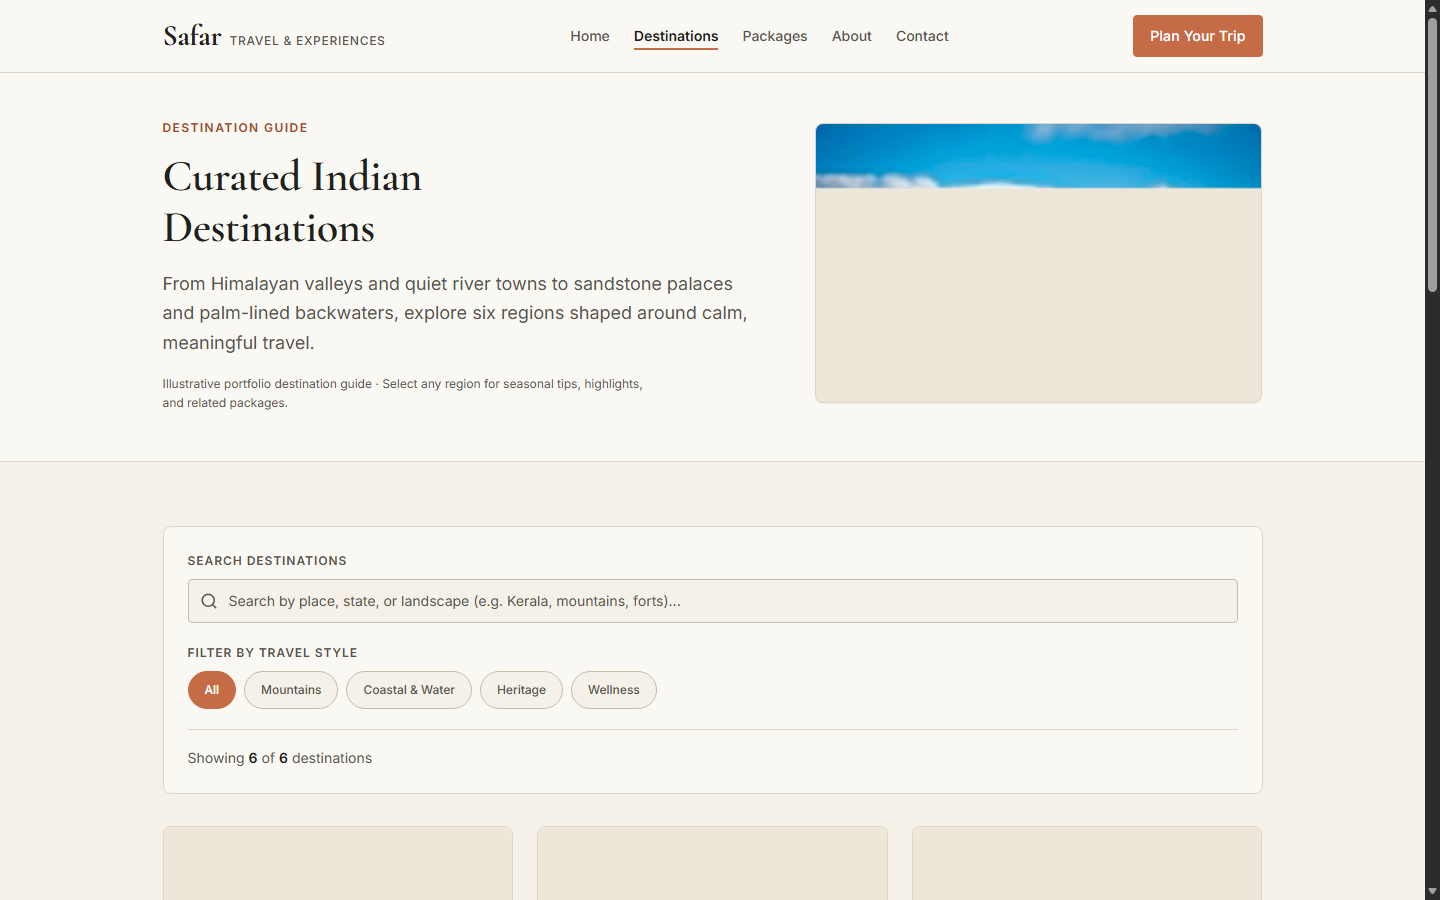 Safar TRAVEL & EXPERIENCES
Home Destinations Packages About Contact
Plan Your Trip
DESTINATION GUIDE
Curated Indian
Destinations
From Himalayan valleys and quiet river towns to sandstone palaces
and palm-lined backwaters, explore six regions shaped around calm,
meaningful travel.
Illustrative portfolio destination guide · Select any region for seasonal tips, highlights,
and related packages.
SEARCH DESTINATIONS
Search by place, state, or landscape (e.g. Kerala, mountains, forts)...
FILTER BY TRAVEL STYLE
All Mountains Coastal & Water Heritage Wellness
Showing 6 of 6 destinations